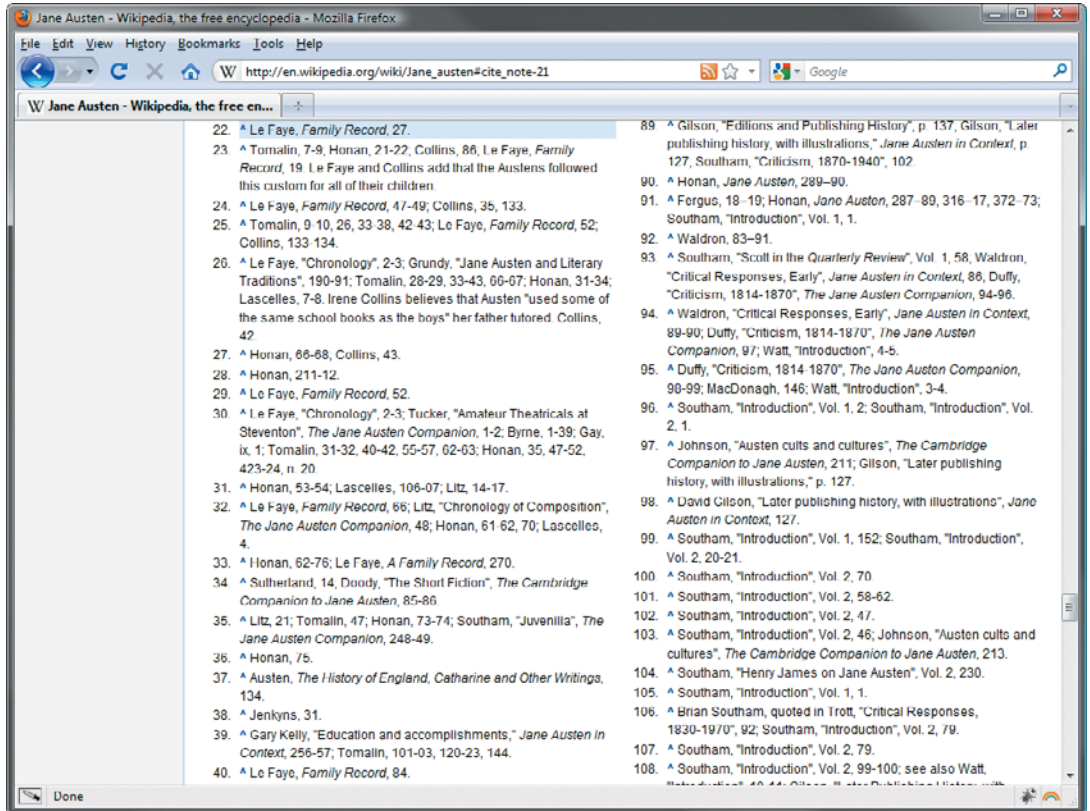 Jane Austen - Wikipedia, the free encyclopedia - Mozilla Firefox
File Edit View History Bookmarks Tools Help
W http://en.wikipedia.org/wiki/Jane_austen#cite_note-21 Google
W Jane Austen - Wikipedia, the free en...
22. ^ Le Faye, Family Record, 27.
23. ^ Tomalin, 7-9, Honan, 21-22, Collins, 86, Le Faye, Family
Record, 19. Le Faye and Collins add that the Austens followed
this custom for all of their children.
24. ^ Le Faye, Family Record, 47-49; Collins, 35, 133.
25. ^ Tomalin, 9-10, 26, 33-38, 42-43; Le Faye, Family Record, 52;
Collins, 133-134.
26. ^ Le Faye, "Chronology", 2-3; Grundy, "Jane Austen and Literary
Traditions", 190-91; Tomalin, 28-29, 33-43, 66-67; Honan, 31-34;
Lascelles, 7-8. Irene Collins believes that Austen "used some of
the same school books as the boys" her father tutored. Collins,
42.
27. ^ Honan, 66-68, Collins, 43.
28. ^ Honan, 211-12.
29. ^ Le Faye, Family Record, 52.
30. ^ Le Faye, "Chronology", 2-3; Tucker, "Amateur Theatricals at
Steventon", The Jane Austen Companion, 1-2; Byrne, 1-39; Gay,
ix, 1; Tomalin, 31-32, 40-42, 55-57, 62-63; Honan, 35, 47-52,
423-24, n. 20.
31. ^ Honan, 53-54; Lascelles, 106-07; Litz, 14-17.
32. ^ Le Faye, Family Record, 66; Litz, "Chronology of Composition",
The Jane Austen Companion, 48; Honan, 61-62, 70; Lascelles,
4.
33. ^ Honan, 62-76; Le Faye, A Family Record, 270.
34. ^ Sutherland, 14, Doody, "The Short Fiction", The Cambridge
Companion to Jane Austen, 85-86.
35. ^ Litz, 21; Tomalin, 47; Honan, 73-74; Southam, "Juvenilia", The
Jane Austen Companion, 248-49.
36. ^ Honan, 75.
37. ^ Austen, The History of England, Catharine and Other Writings,
134.
38. ^ Jenkyns, 31.
39. ^ Gary Kelly, "Education and accomplishments," Jane Austen in
Context, 256-57; Tomalin, 101-03, 120-23, 144.
40. ^ Le Faye, Family Record, 84.
89. ^ Gilson, "Editions and Publishing History", p. 137, Gilson, "Later
publishing history, with illustrations," Jane Austen in Context, p.
127, Southam, "Criticism, 1870-1940", 102.
90. ^ Honan, Jane Austen, 289–90.
91. ^ Fergus, 18–19; Honan, Jane Austen, 287–89, 316–17, 372–73;
Southam, "Introduction", Vol. 1, 1.
92. ^ Waldron, 83–91.
93. ^ Southam, "Scott in the Quarterly Review", Vol. 1, 58, Waldron,
"Critical Responses, Early", Jane Austen in Context, 86, Duffy,
"Criticism, 1814-1870", The Jane Austen Companion, 94-96.
94. ^ Waldron, "Critical Responses, Early", Jane Austen in Context,
89-90; Duffy, "Criticism, 1814-1870", The Jane Austen
Companion, 97; Watt, "Introduction", 4-5.
95. ^ Duffy, "Criticism, 1814-1870", The Jane Austen Companion,
98-99; MacDonagh, 146; Watt, "Introduction", 3-4.
96. ^ Southam, "Introduction", Vol. 1, 2; Southam, "Introduction", Vol.
2, 1.
97. ^ Johnson, "Austen cults and cultures", The Cambridge
Companion to Jane Austen, 211; Gilson, "Later publishing
history, with illustrations," p. 127.
98. ^ David Gilson, "Later publishing history, with illustrations", Jane
Austen in Context, 127.
99. ^ Southam, "Introduction", Vol. 1, 152; Southam, "Introduction",
Vol. 2, 20-21.
100. ^ Southam, "Introduction", Vol. 2, 70.
101. ^ Southam, "Introduction", Vol. 2, 58-62.
102. ^ Southam, "Introduction", Vol. 2, 47.
103. ^ Southam, "Introduction", Vol. 2, 46; Johnson, "Austen cults and
cultures", The Cambridge Companion to Jane Austen, 213.
104. ^ Southam, "Henry James on Jane Austen", Vol. 2, 230.
105. ^ Southam, "Introduction", Vol. 1, 1.
106. ^ Brian Southam, quoted in Trott, "Critical Responses,
1830-1970", 92; Southam, "Introduction", Vol. 2, 79.
107. ^ Southam, "Introduction", Vol. 2, 79.
108. ^ Southam, "Introduction", Vol. 2, 99-100; see also Watt,
Done